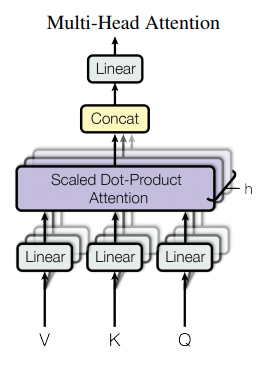 Multi-Head Attention
Linear
Concat
Scaled Dot-Product
Attention
h
Linear
Linear
Linear
V
K
Q